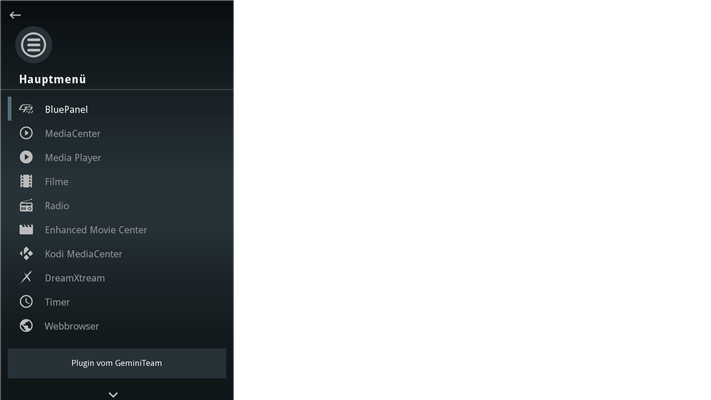 Hauptmenü
BluePanel
MediaCenter
Media Player
Filme
Radio
Enhanced Movie Center
Kodi MediaCenter
DreamXtream
Timer
Webbrowser
Plugin vom GeminiTeam